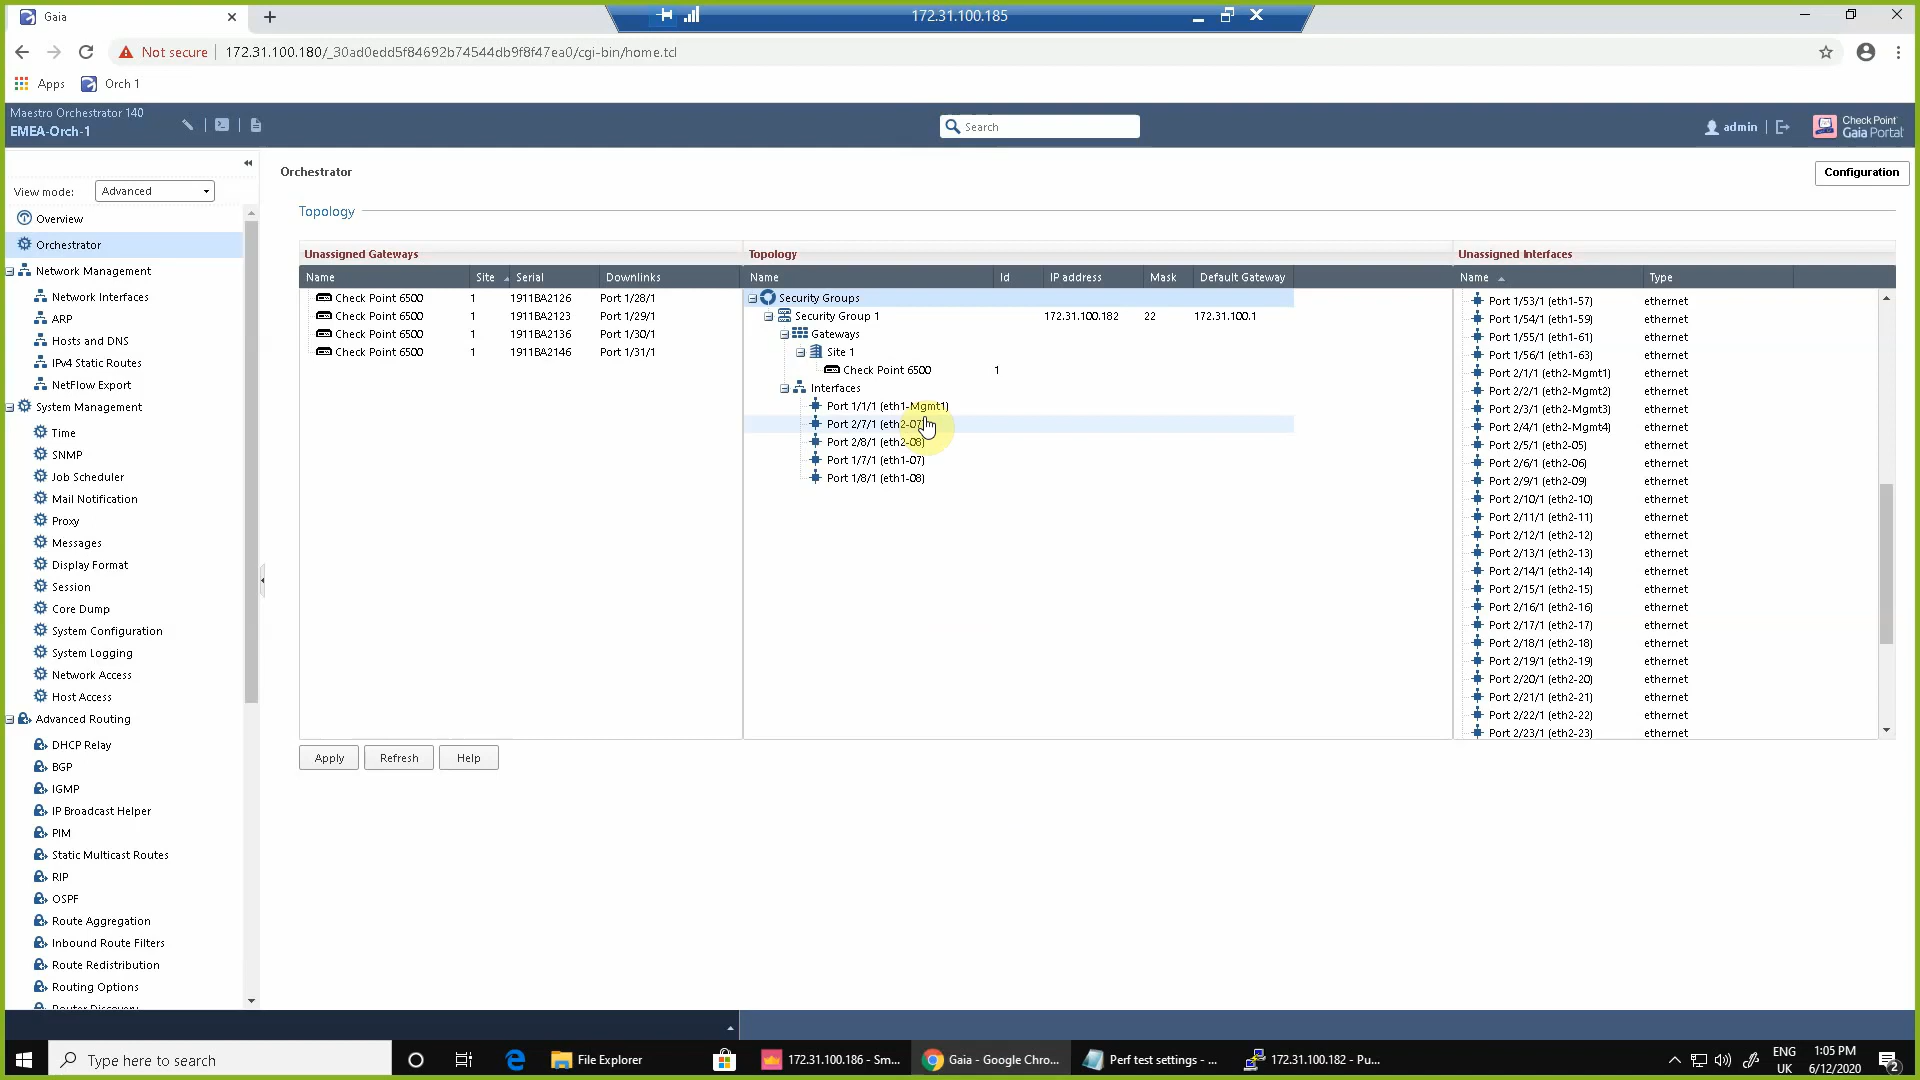 Gaia
172.31.100.185
Not secure
172.31.100.180/_30ad0edd5f84692b74544db9f8f47ea0/cgi-bin/home.tcl
Apps
Orch 1
Maestro Orchestrator 140
EMEA-Orch-1
Search
admin
Check Point
Gaia Portal
View mode:
Advanced
Overview
Orchestrator
Network Management
Network Interfaces
ARP
Hosts and DNS
IPv4 Static Routes
NetFlow Export
System Management
Time
SNMP
Job Scheduler
Mail Notification
Proxy
Messages
Display Format
Session
Core Dump
System Configuration
System Logging
Network Access
Host Access
Advanced Routing
DHCP Relay
BGP
IGMP
IP Broadcast Helper
PIM
Static Multicast Routes
RIP
OSPF
Route Aggregation
Inbound Route Filters
Route Redistribution
Routing Options
Orchestrator
Configuration
Topology
Unassigned Gateways
Name Site Serial Downlinks
Check Point 6500 1 1911BA2126 Port 1/28/1
Check Point 6500 1 1911BA2123 Port 1/29/1
Check Point 6500 1 1911BA2136 Port 1/30/1
Check Point 6500 1 1911BA2146 Port 1/31/1
Topology
Name Id IP address Mask Default Gateway
Security Groups
Security Group 1 172.31.100.182 22 172.31.100.1
Gateways
Site 1
Check Point 6500 1
Interfaces
Port 1/1/1 (eth1-Mgmt1)
Port 2/7/1 (eth2-07)
Port 2/8/1 (eth2-08)
Port 1/7/1 (eth1-07)
Port 1/8/1 (eth1-08)
Unassigned Interfaces
Name Type
Port 1/53/1 (eth1-57) ethernet
Port 1/54/1 (eth1-59) ethernet
Port 1/55/1 (eth1-61) ethernet
Port 1/56/1 (eth1-63) ethernet
Port 2/1/1 (eth2-Mgmt1) ethernet
Port 2/2/1 (eth2-Mgmt2) ethernet
Port 2/3/1 (eth2-Mgmt3) ethernet
Port 2/4/1 (eth2-Mgmt4) ethernet
Port 2/5/1 (eth2-05) ethernet
Port 2/6/1 (eth2-06) ethernet
Port 2/9/1 (eth2-09) ethernet
Port 2/10/1 (eth2-10) ethernet
Port 2/11/1 (eth2-11) ethernet
Port 2/12/1 (eth2-12) ethernet
Port 2/13/1 (eth2-13) ethernet
Port 2/14/1 (eth2-14) ethernet
Port 2/15/1 (eth2-15) ethernet
Port 2/16/1 (eth2-16) ethernet
Port 2/17/1 (eth2-17) ethernet
Port 2/18/1 (eth2-18) ethernet
Port 2/19/1 (eth2-19) ethernet
Port 2/20/1 (eth2-20) ethernet
Port 2/21/1 (eth2-21) ethernet
Port 2/22/1 (eth2-22) ethernet
Port 2/23/1 (eth2-23) ethernet
Apply
Refresh
Help
Type here to search
File Explorer
172.31.100.186 - Sm...
Gaia - Google Chro...
Perf test settings - ...
172.31.100.182 - Pu...
ENG
UK
1:05 PM
6/12/2020
2